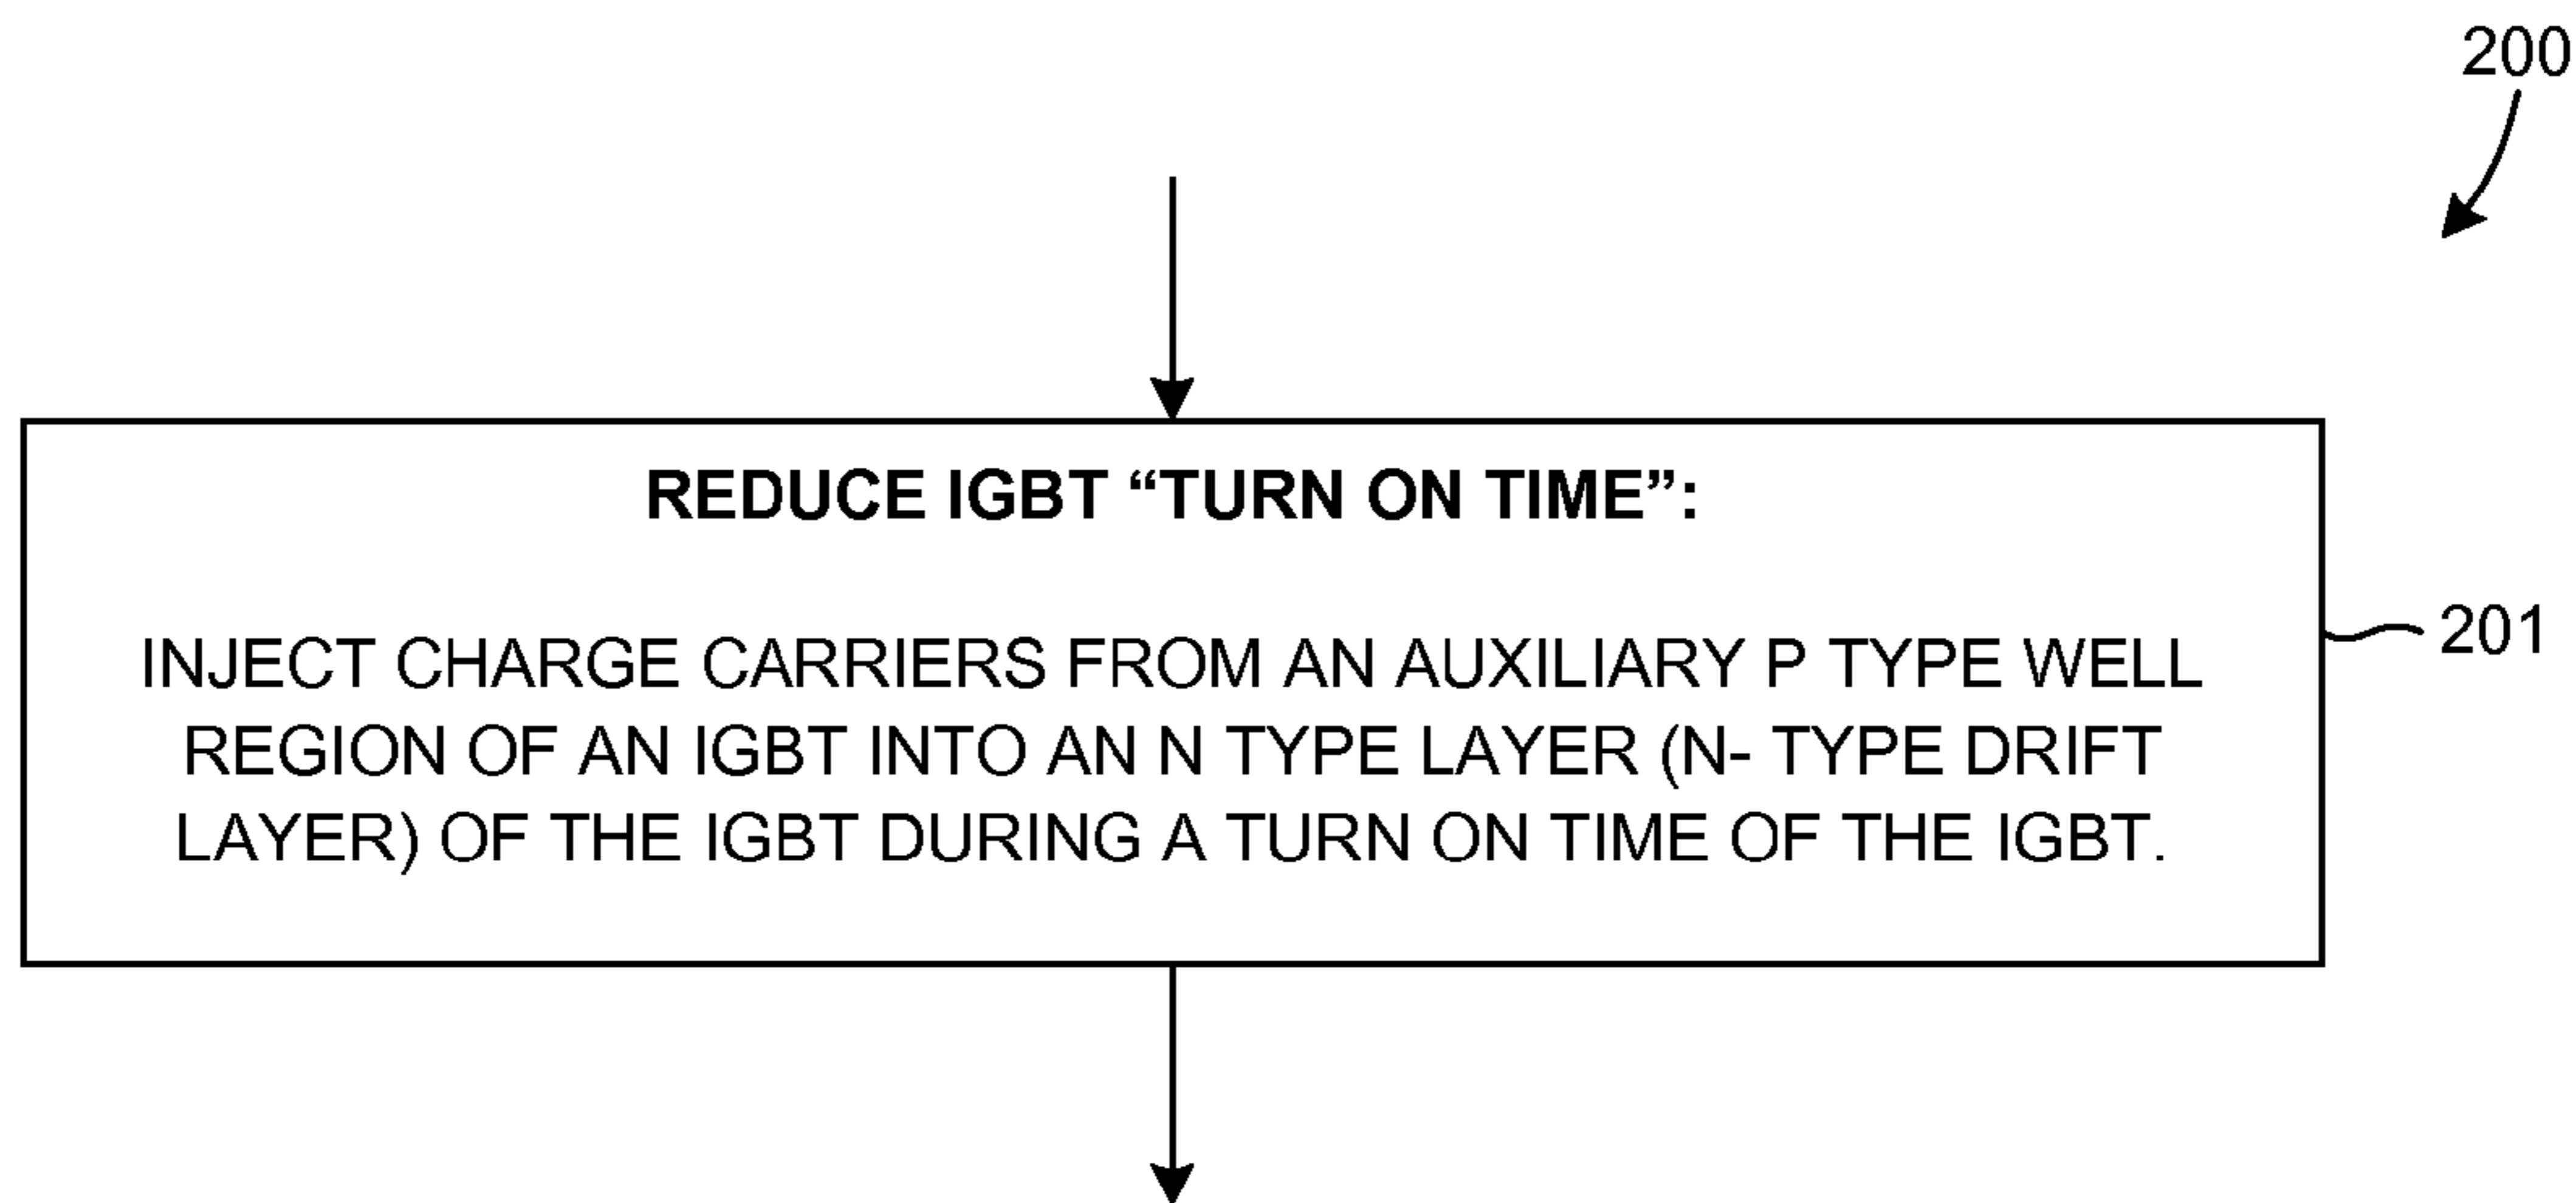 200
REDUCE IGBT “TURN ON TIME”:
INJECT CHARGE CARRIERS FROM AN AUXILIARY P TYPE WELL
REGION OF AN IGBT INTO AN N TYPE LAYER (N- TYPE DRIFT
LAYER) OF THE IGBT DURING A TURN ON TIME OF THE IGBT.
201